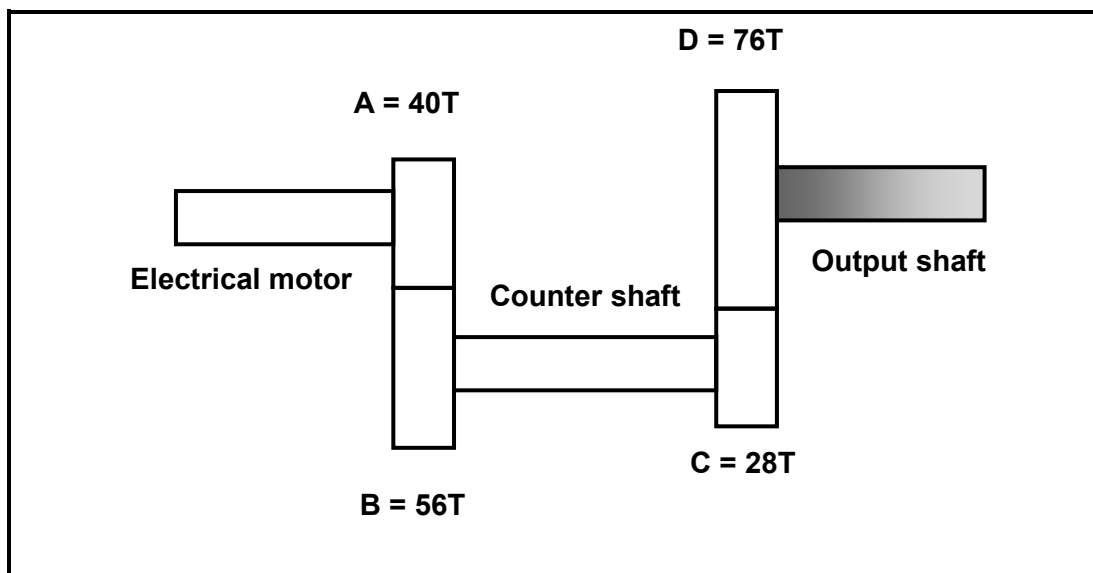 D = 76T
A = 40T
Electrical motor
Counter shaft
Output shaft
B = 56T
C = 28T